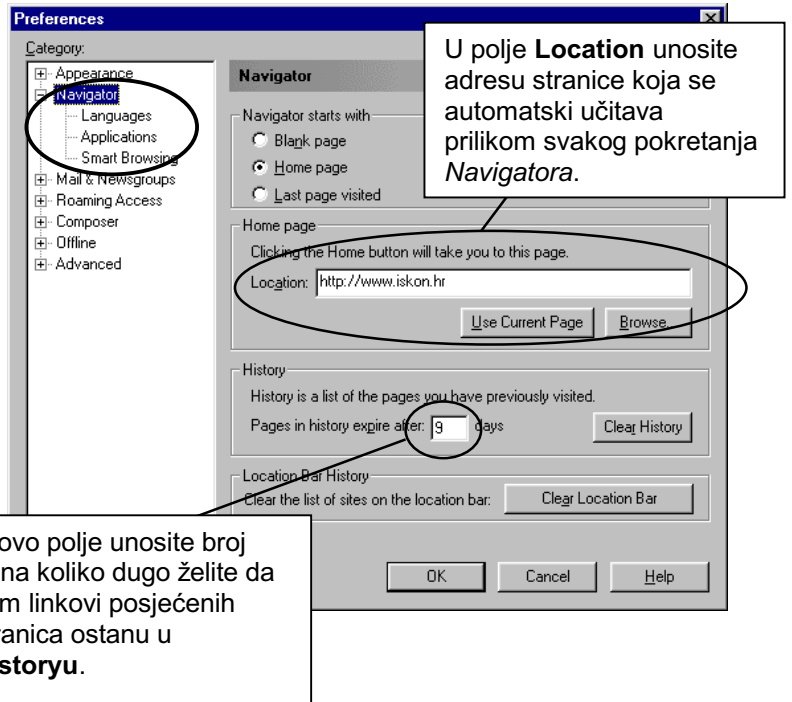 Preferences
Category:
Appearance
Navigator
Languages
Applications
Smart Browsing
Mail & Newsgroups
Roaming Access
Composer
Offline
Advanced
Navigator
Navigator starts with
Blank page
Home page
Last page visited
U polje Location unosite
adresu stranice koja se
automatski učitava
prilikom svakog pokretanja
Navigatora.
Home page
Clicking the Home button will take you to this page.
Location: http://www.iskon.hr
Use Current Page Browse...
History
History is a list of the pages you have previously visited.
Pages in history expire after: 9 days Clear History
Location Bar History
Clear the list of sites on the location bar: Clear Location Bar
OK Cancel Help
ovo polje unosite broj
na koliko dugo želite da
m linkovi posjećenih
ranica ostanu u
storyu.